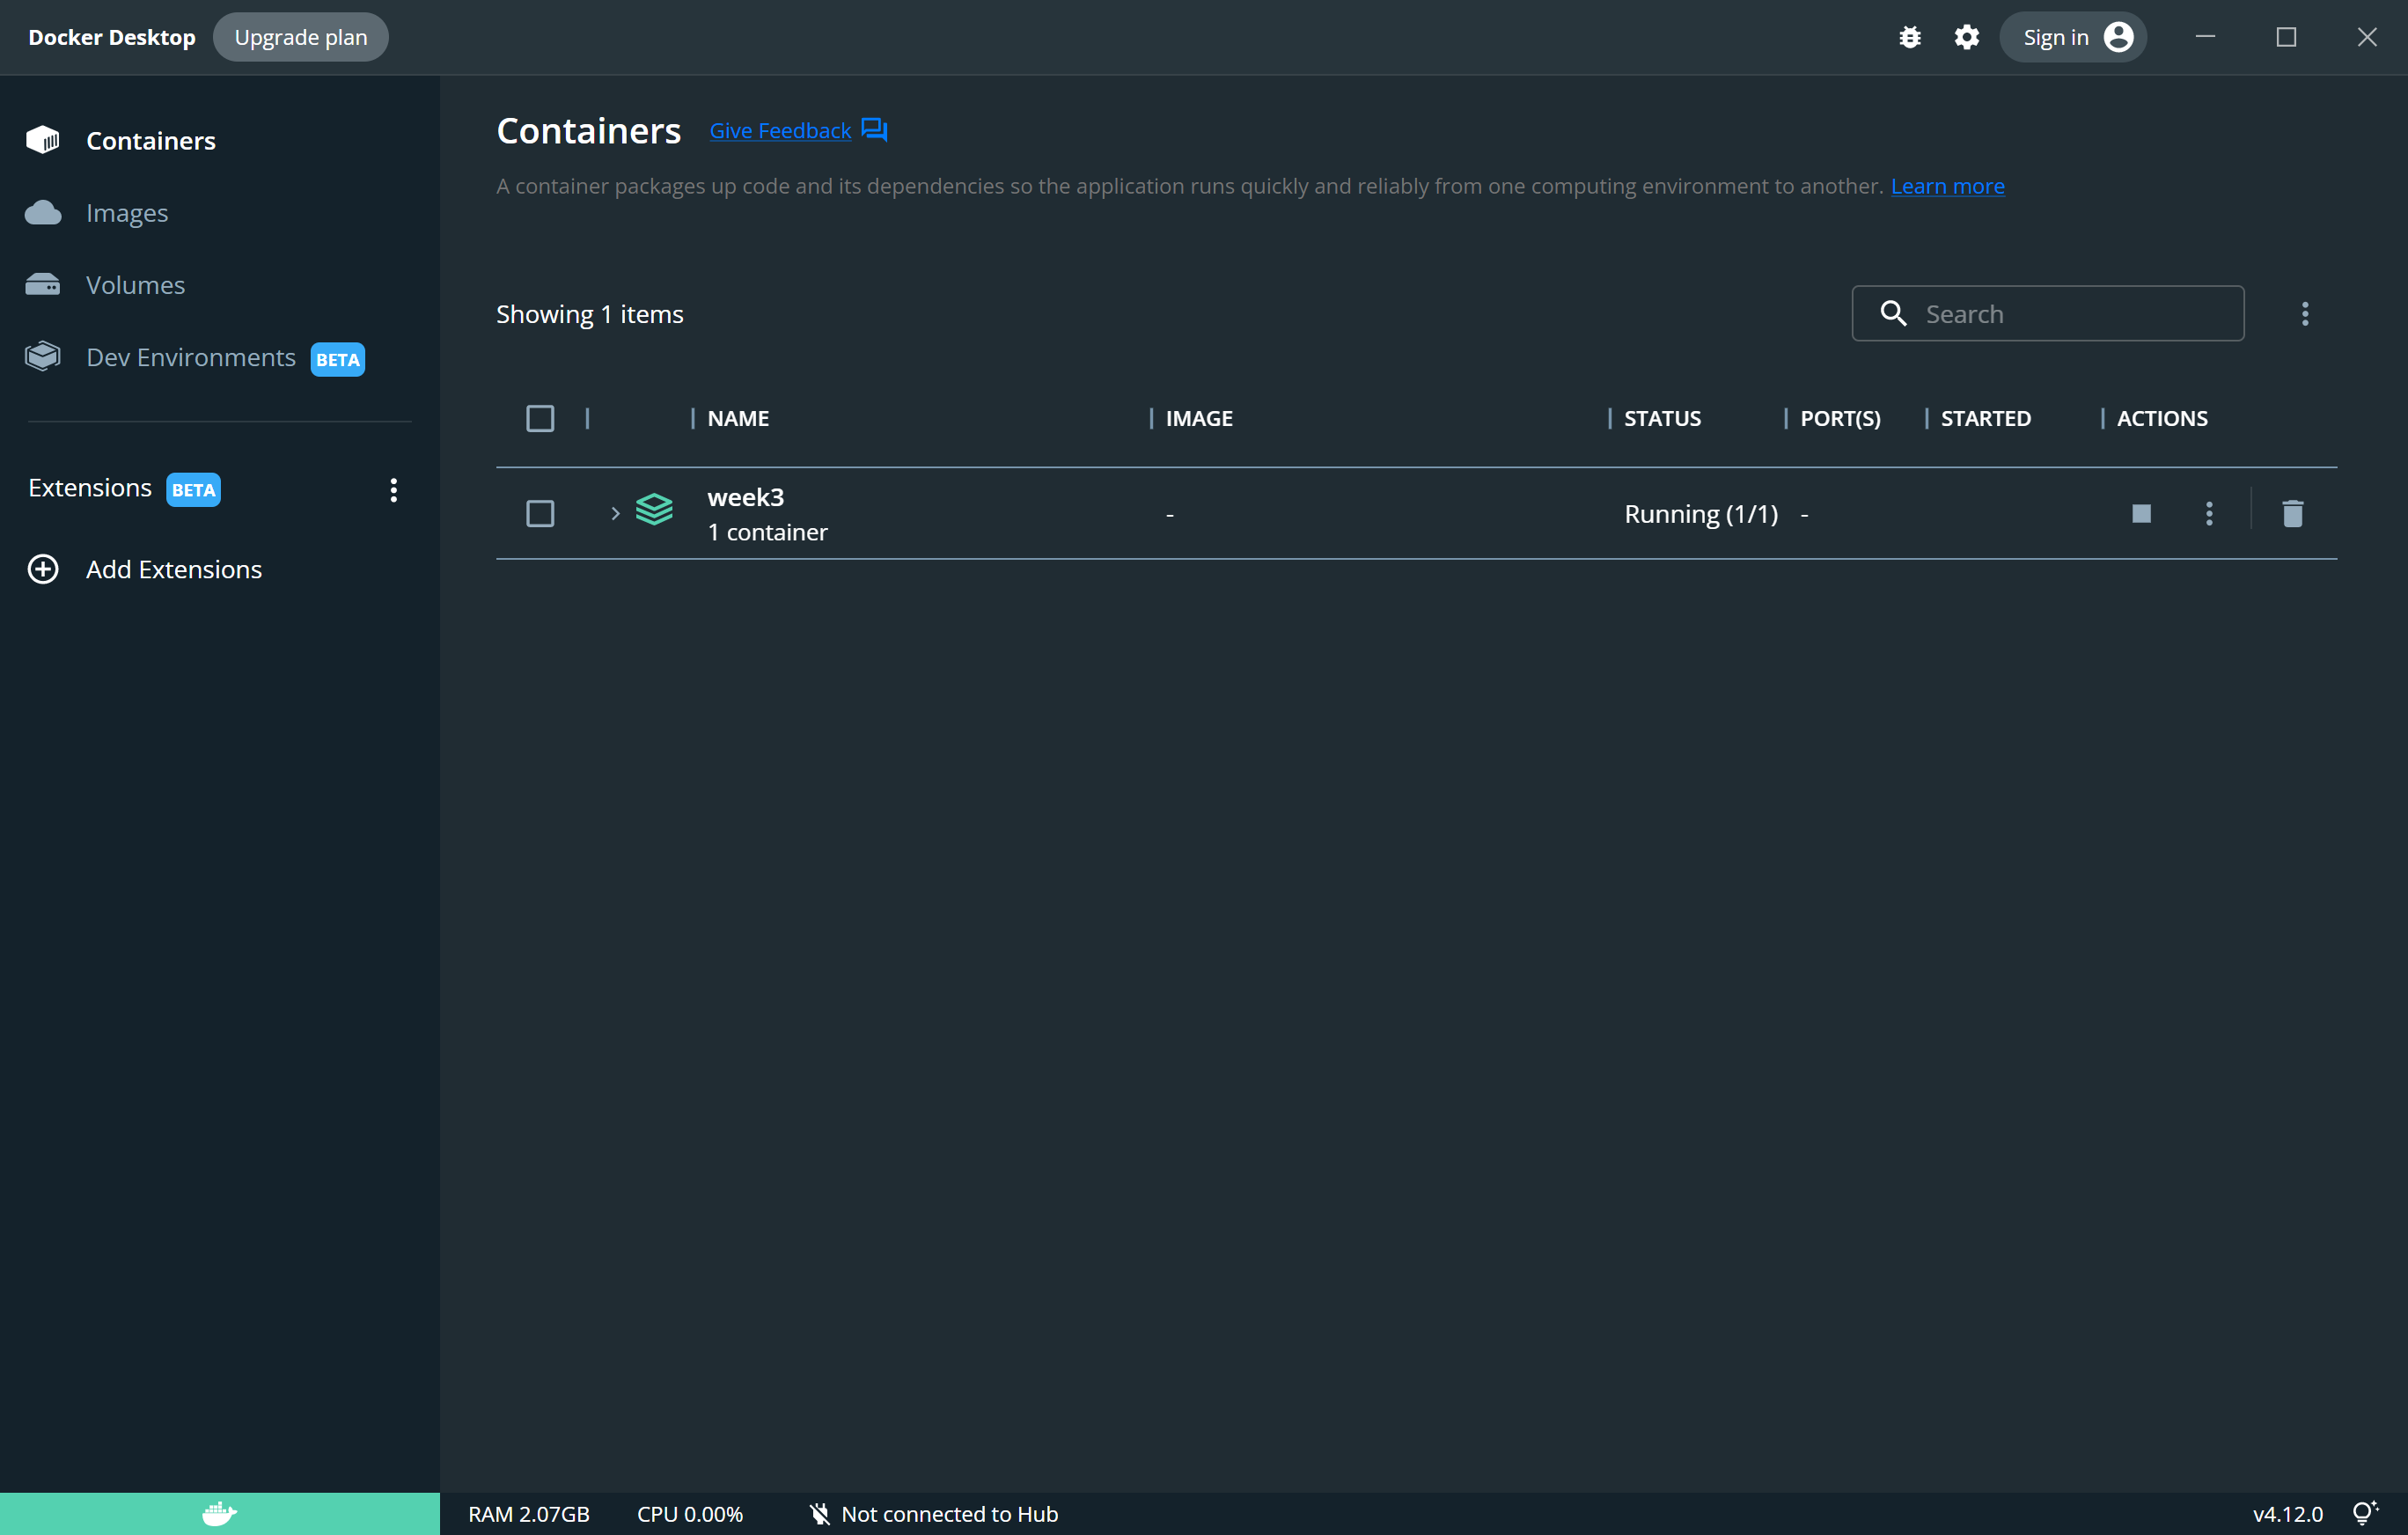 Docker Desktop Upgrade plan Sign in
Containers
Images
Volumes
Dev Environments BETA
Extensions BETA
Add Extensions
Containers Give Feedback
A container packages up code and its dependencies so the application runs quickly and reliably from one computing environment to another. Learn more
Showing 1 items Search
NAME IMAGE STATUS PORT(S) STARTED ACTIONS
week3
1 container
- Running (1/1) -
RAM 2.07GB CPU 0.00% Not connected to Hub v4.12.0